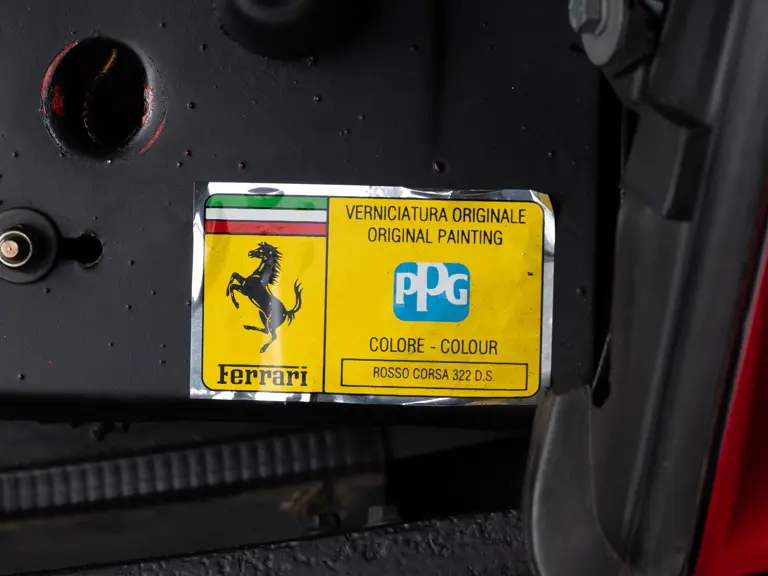 VERNICIATURA ORIGINALE
ORIGINAL PAINTING
PPG
COLORE - COLOUR
ROSSO CORSA 322 D.S.
Ferrari